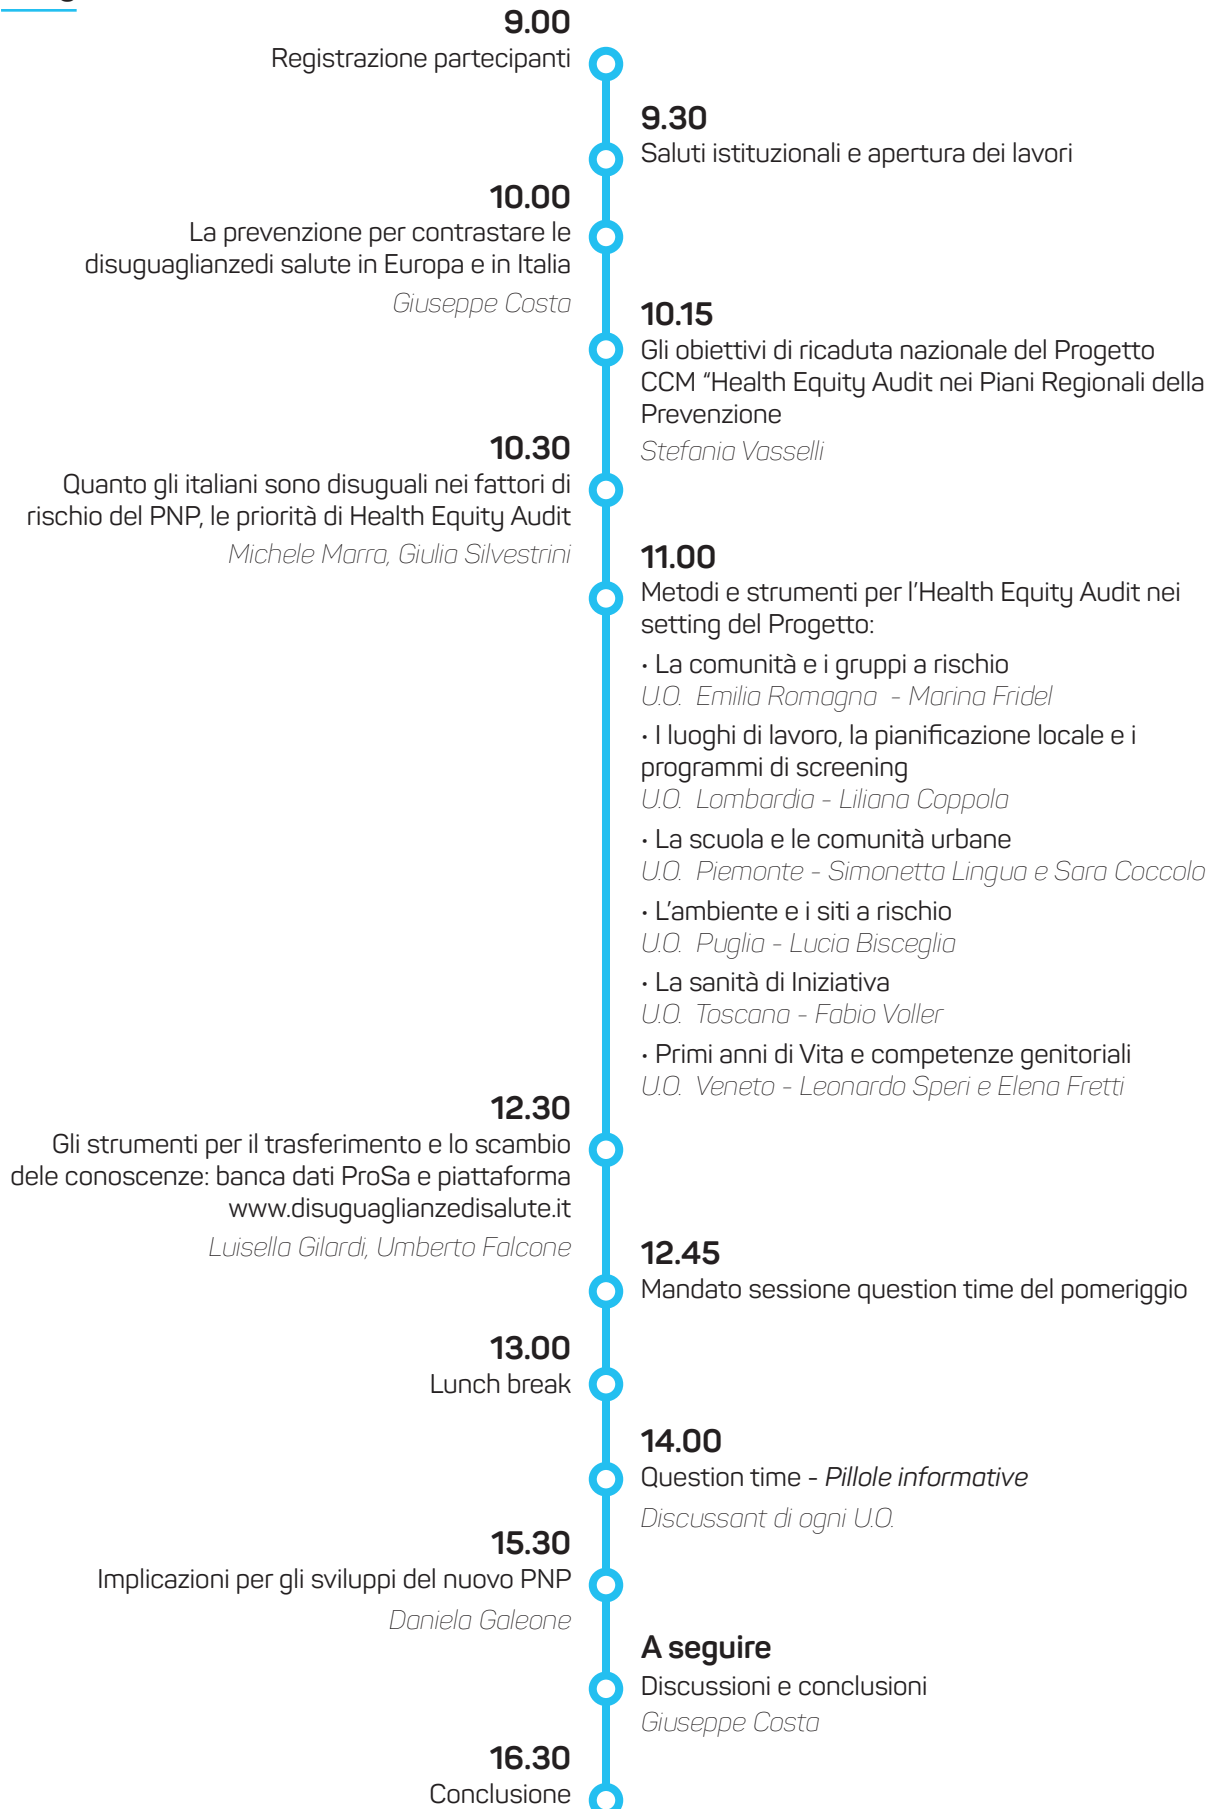 9.00
Registrazione partecipanti
9.30
Saluti istituzionali e apertura dei lavori
10.00
La prevenzione per contrastare le
disuguaglianzedi salute in Europa e in Italia
Giuseppe Costa
10.15
Gli obiettivi di ricaduta nazionale del Progetto
CCM “Health Equity Audit nei Piani Regionali della
Prevenzione
Stefania Vasselli
10.30
Quanto gli italiani sono disuguali nei fattori di
rischio del PNP, le priorità di Health Equity Audit
Michele Marra, Giulia Silvestrini
11.00
Metodi e strumenti per l’Health Equity Audit nei
setting del Progetto:
• La comunità e i gruppi a rischio
U.O. Emilia Romagna - Marina Fridel
• I luoghi di lavoro, la pianificazione locale e i
programmi di screening
U.O. Lombardia - Liliana Coppola
• La scuola e le comunità urbane
U.O. Piemonte - Simonetta Lingua e Sara Coccolo
• L’ambiente e i siti a rischio
U.O. Puglia - Lucia Bisceglia
• La sanità di Iniziativa
U.O. Toscana - Fabio Voller
• Primi anni di Vita e competenze genitoriali
U.O. Veneto - Leonardo Speri e Elena Fretti
12.30
Gli strumenti per il trasferimento e lo scambio
dele conoscenze: banca dati ProSa e piattaforma
www.disuguaglianzedisalute.it
Luisella Gilardi, Umberto Falcone
12.45
Mandato sessione question time del pomeriggio
13.00
Lunch break
14.00
Question time - Pillole informative
Discussant di ogni U.O.
15.30
Implicazioni per gli sviluppi del nuovo PNP
Daniela Galeone
A seguire
Discussioni e conclusioni
Giuseppe Costa
16.30
Conclusione